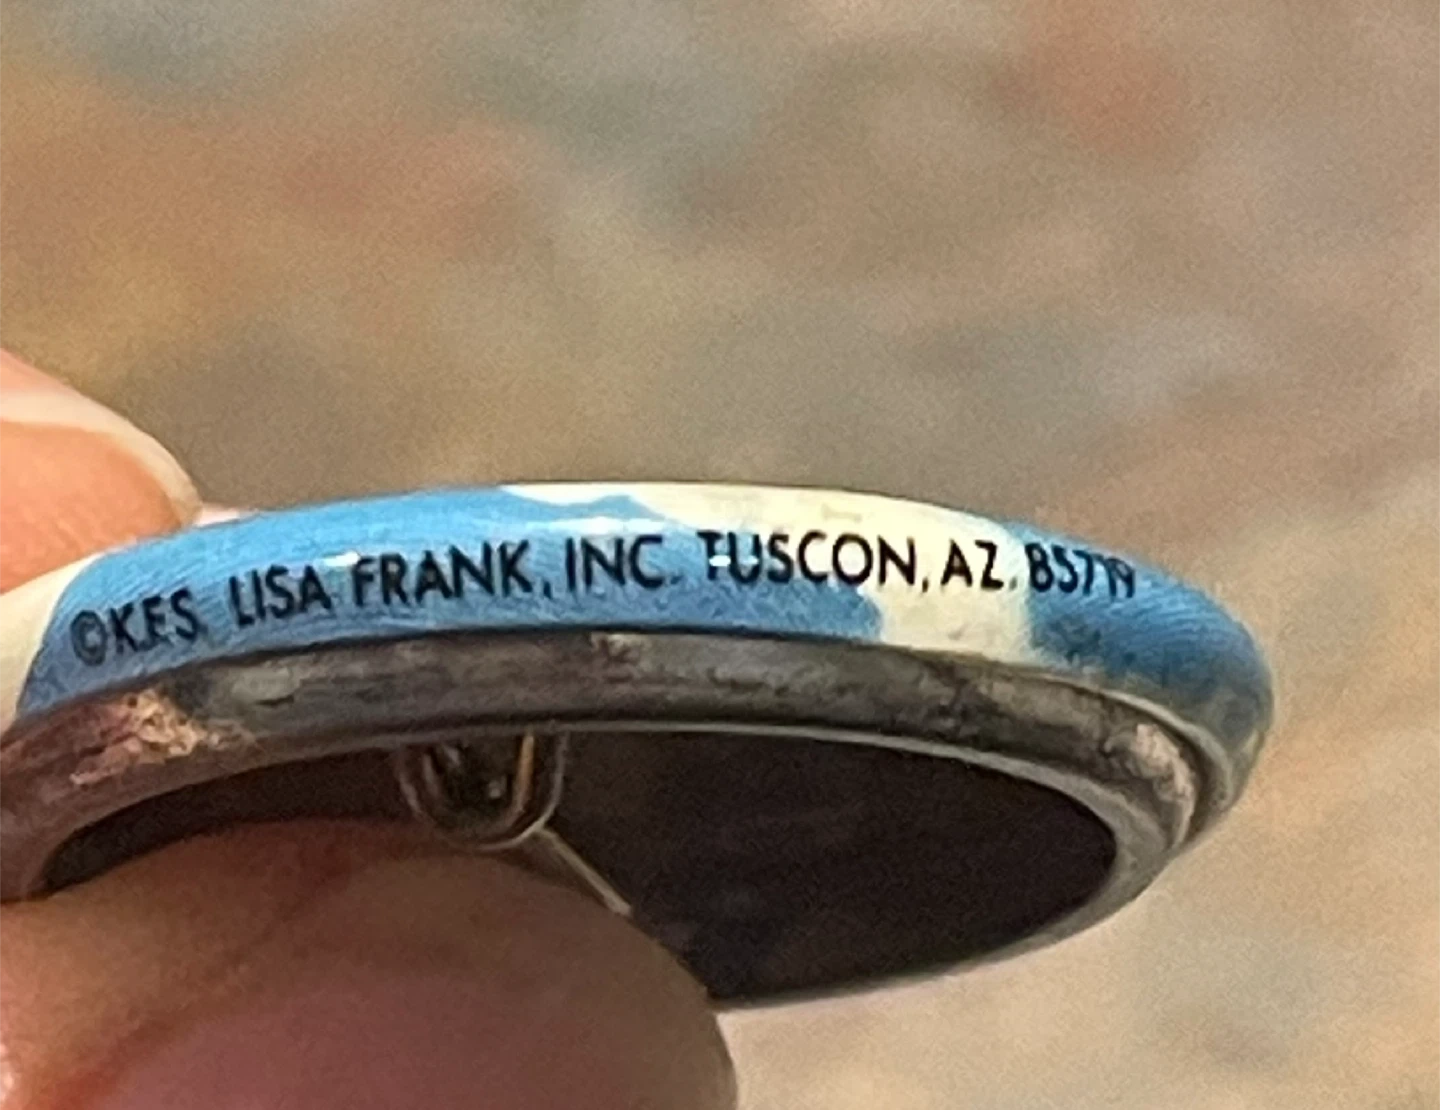 ©K.F.S. LISA FRANK, INC. TUSCON, AZ. 85719